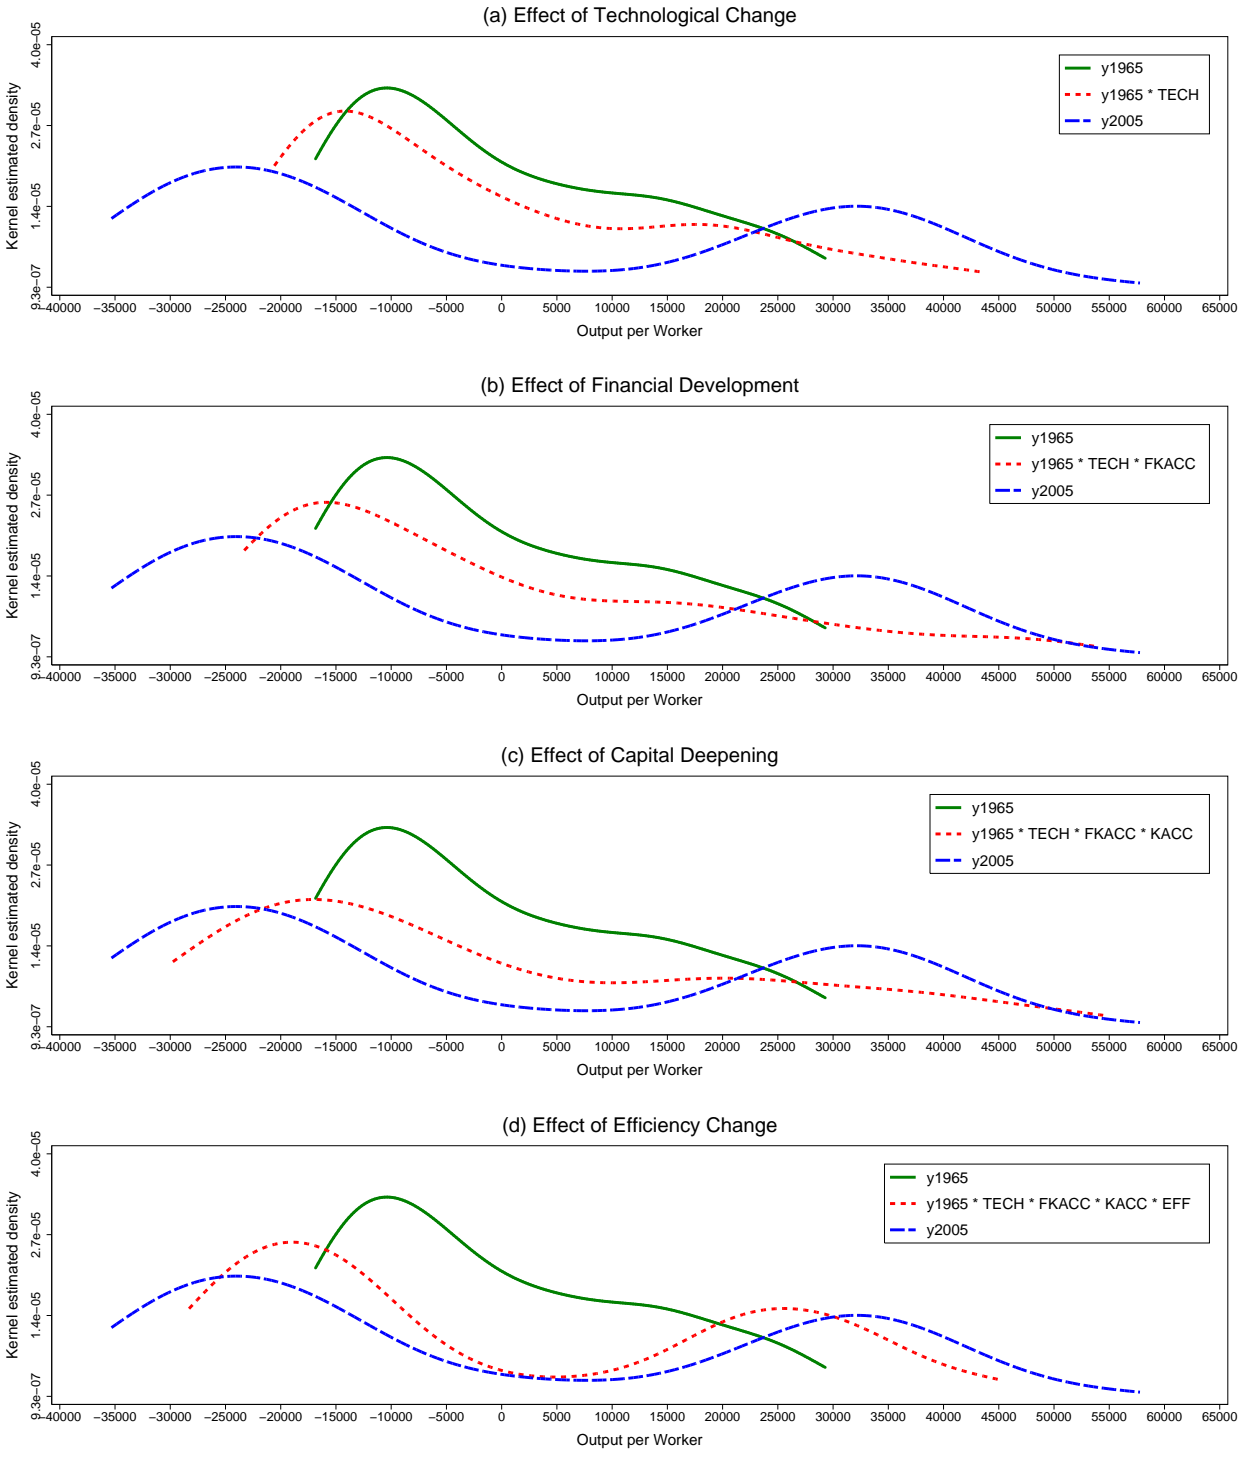 (a) Effect of Technological Change
Kernel estimated density
4.0e−05
2.7e−05
1.4e−05
9.3e−07
y1965
y1965 * TECH
y2005
−40000 −35000 −30000 −25000 −20000 −15000 −10000 −5000 0 5000 10000 15000 20000 25000 30000 35000 40000 45000 50000 55000 60000 65000
Output per Worker
(b) Effect of Financial Development
Kernel estimated density
4.0e−05
2.7e−05
1.4e−05
9.3e−07
y1965
y1965 * TECH * FKACC
y2005
−40000 −35000 −30000 −25000 −20000 −15000 −10000 −5000 0 5000 10000 15000 20000 25000 30000 35000 40000 45000 50000 55000 60000 65000
Output per Worker
(c) Effect of Capital Deepening
Kernel estimated density
4.0e−05
2.7e−05
1.4e−05
9.3e−07
y1965
y1965 * TECH * FKACC * KACC
y2005
−40000 −35000 −30000 −25000 −20000 −15000 −10000 −5000 0 5000 10000 15000 20000 25000 30000 35000 40000 45000 50000 55000 60000 65000
Output per Worker
(d) Effect of Efficiency Change
Kernel estimated density
4.0e−05
2.7e−05
1.4e−05
9.3e−07
y1965
y1965 * TECH * FKACC * KACC * EFF
y2005
−40000 −35000 −30000 −25000 −20000 −15000 −10000 −5000 0 5000 10000 15000 20000 25000 30000 35000 40000 45000 50000 55000 60000 65000
Output per Worker